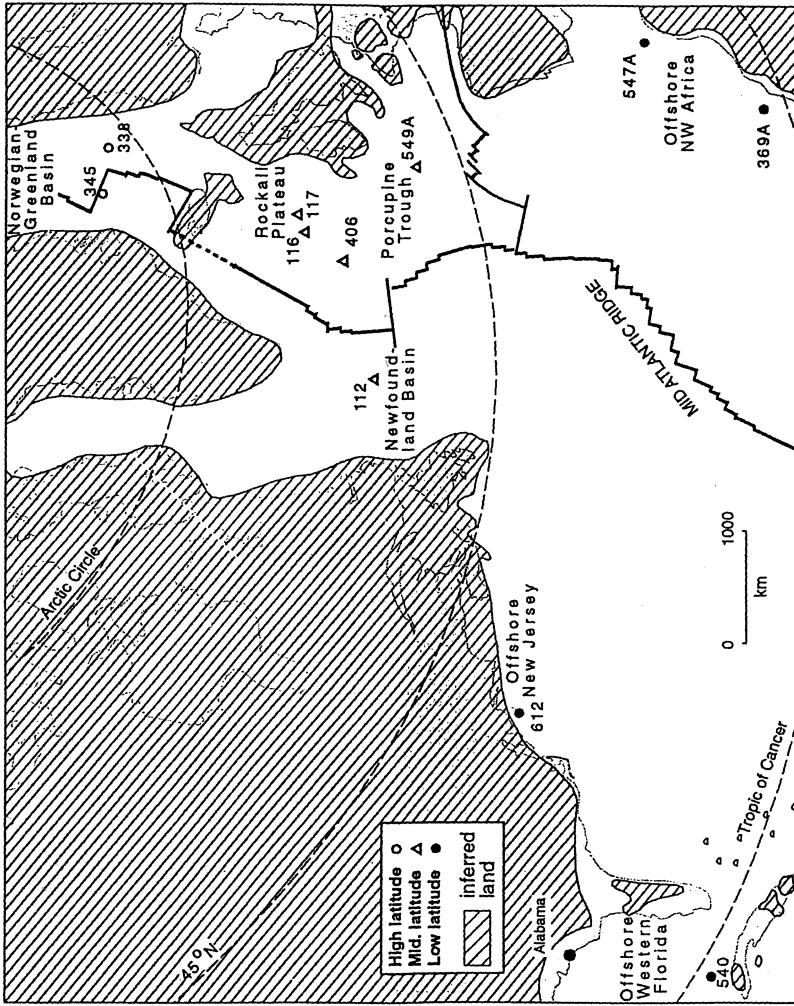 Norwegian-
Greenland
Basin
345
338
Rockall
Plateau
116
117
406
Porcupine
Trough
549A
547A
Offshore
NW Africa
369A
112
Newfound-
land Basin
MID ATLANTIC RIDGE
Arctic Circle
45° N
Offshore
New Jersey
612
0 1000
km
Tropic of Cancer
High latitude
Mid. latitude
Low latitude
inferred
land
Alabama
Offshore
Western
Florida
540